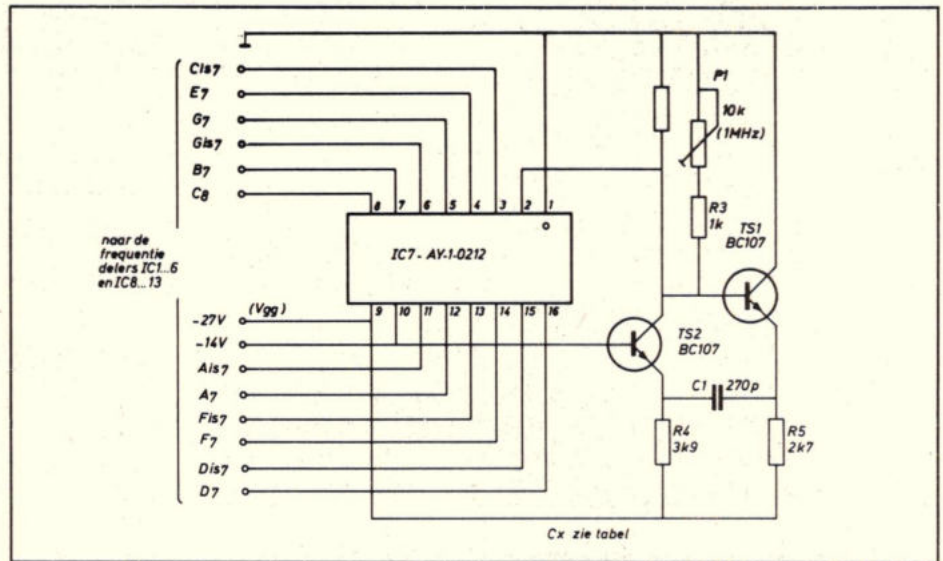 Cis7
E7
G7
Gis7
B7
C8
naar de
frequentie
delers IC1...6
en IC8...13
-27V (Vgg)
-14V
Ais7
A7
Fis7
F7
Dis7
D7
8 7 6 5 4 3 2 1
IC7 - AY-1-0212
9 10 11 12 13 14 15 16
P1
10k
(1MHz)
R3
1k
TS1
BC107
TS2
BC107
C1 270p
R4
3k9
R5
2k7
Cx zie tabel